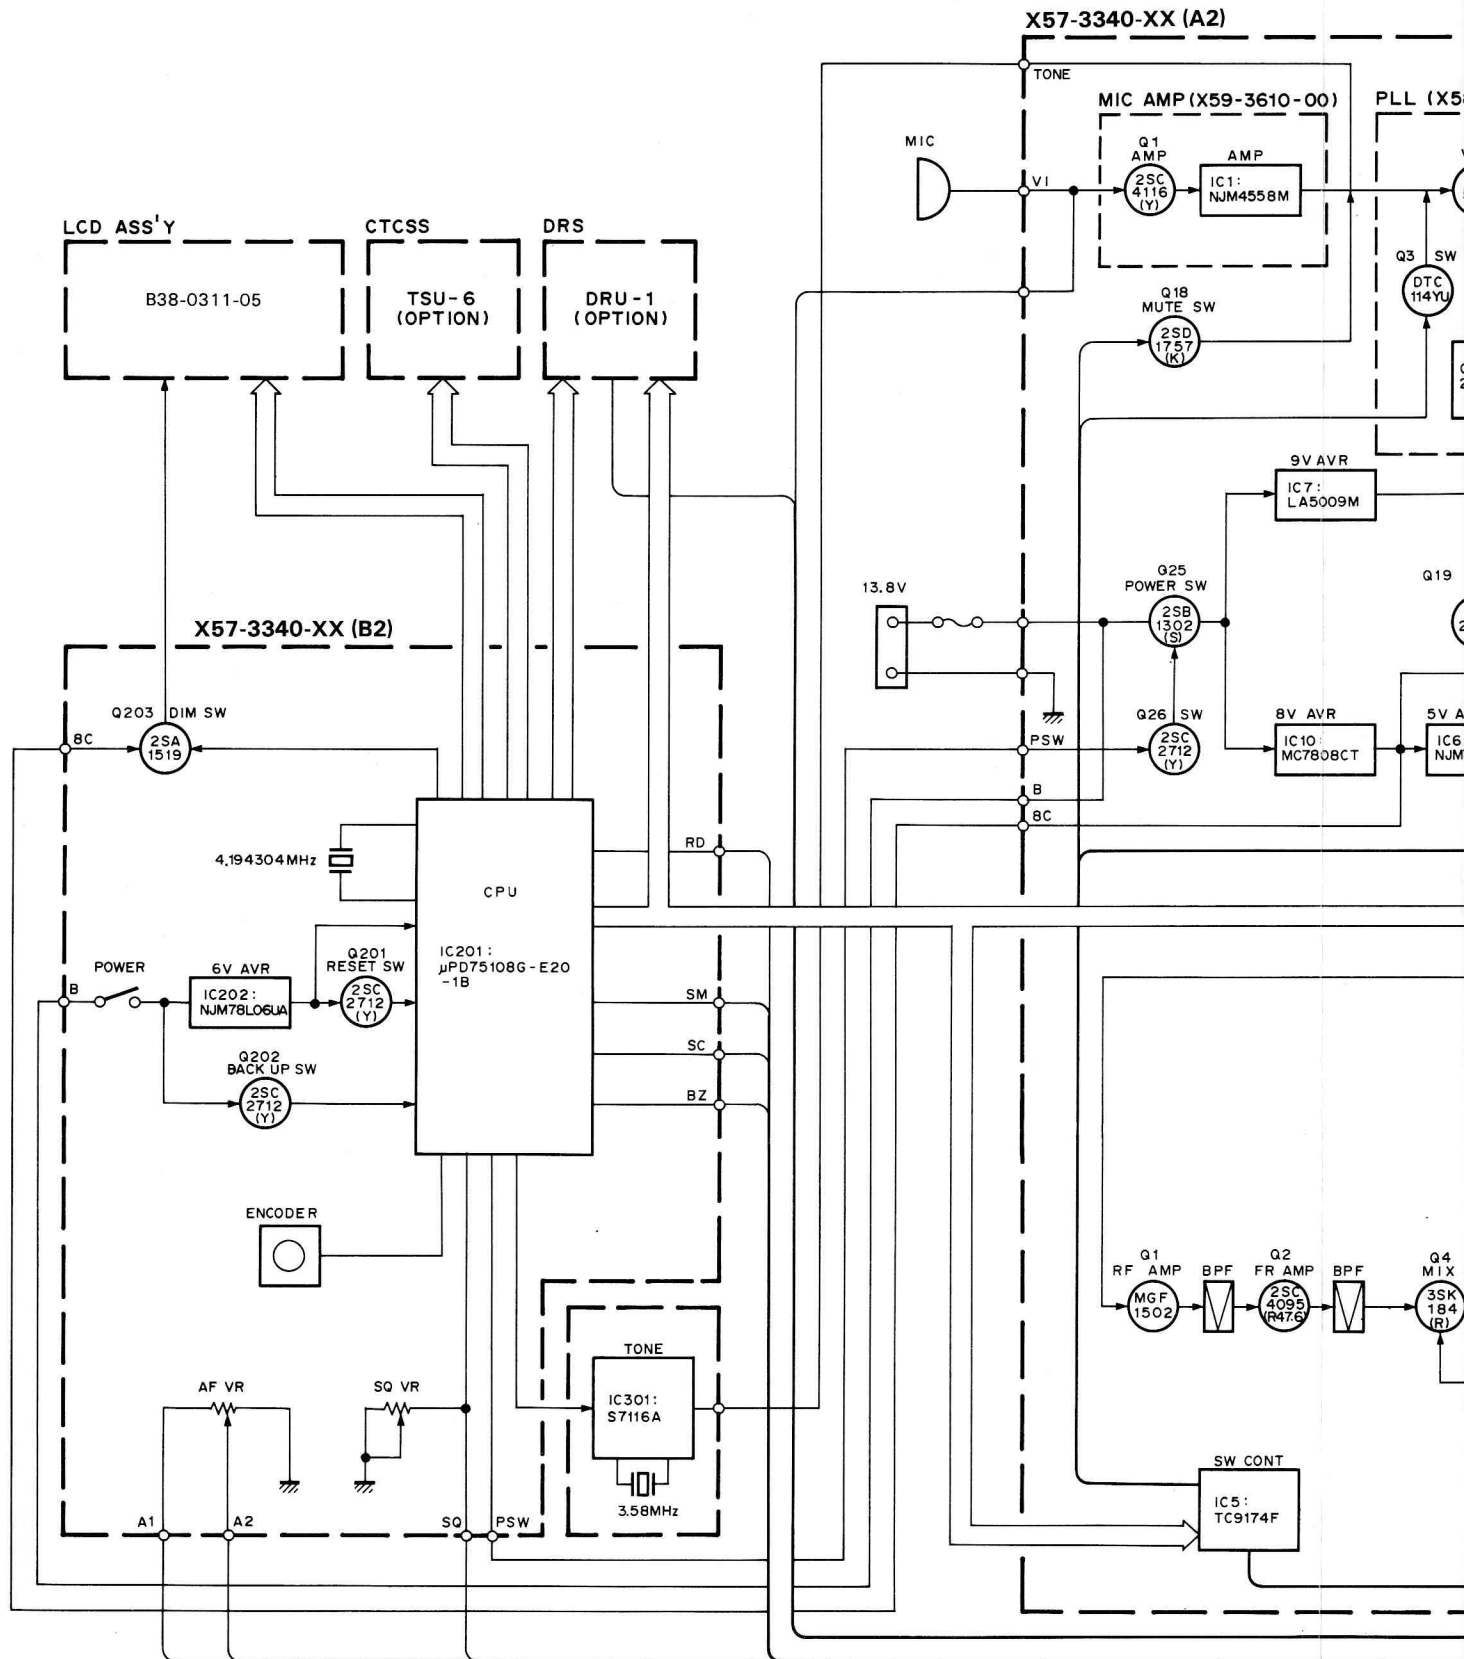 X57-3340-XX (A2)
TONE
MIC AMP (X59-3610-00)
PLL (X5
MIC
Q1
AMP
AMP
VI
2SC
4116
(Y)
IC1:
NJM4558M
LCD ASS'Y
CTCSS
DRS
Q3 SW
DTC
114YU
B38-0311-05
TSU-6
(OPTION)
DRU-1
(OPTION)
Q18
MUTE SW
2SD
1757
(K)
9V AVR
IC7:
LA5009M
13.8V
Q25
POWER SW
2SB
1302
(S)
Q19
X57-3340-XX (B2)
Q203 DIM SW
8C
2SA
1519
PSW
Q26 SW
2SC
2712
(Y)
8V AVR
IC10:
MC7808CT
5V A
IC6
NJM
B
8C
4.194304MHz
RD
CPU
IC201:
μPD75108G-E20
-1B
POWER
B
6V AVR
IC202:
NJM78L06UA
Q201
RESET SW
2SC
2712
(Y)
SM
SC
Q202
BACK UP SW
2SC
2712
(Y)
BZ
ENCODER
Q1
RF AMP
MGF
1502
BPF
Q2
FR AMP
2SC
4095
(R47.6)
BPF
Q4
MIX
3SK
184
(R)
TONE
IC301:
S7116A
3.58MHz
AF VR
SQ VR
SW CONT
IC5:
TC9174F
A1
A2
SQ
PSW